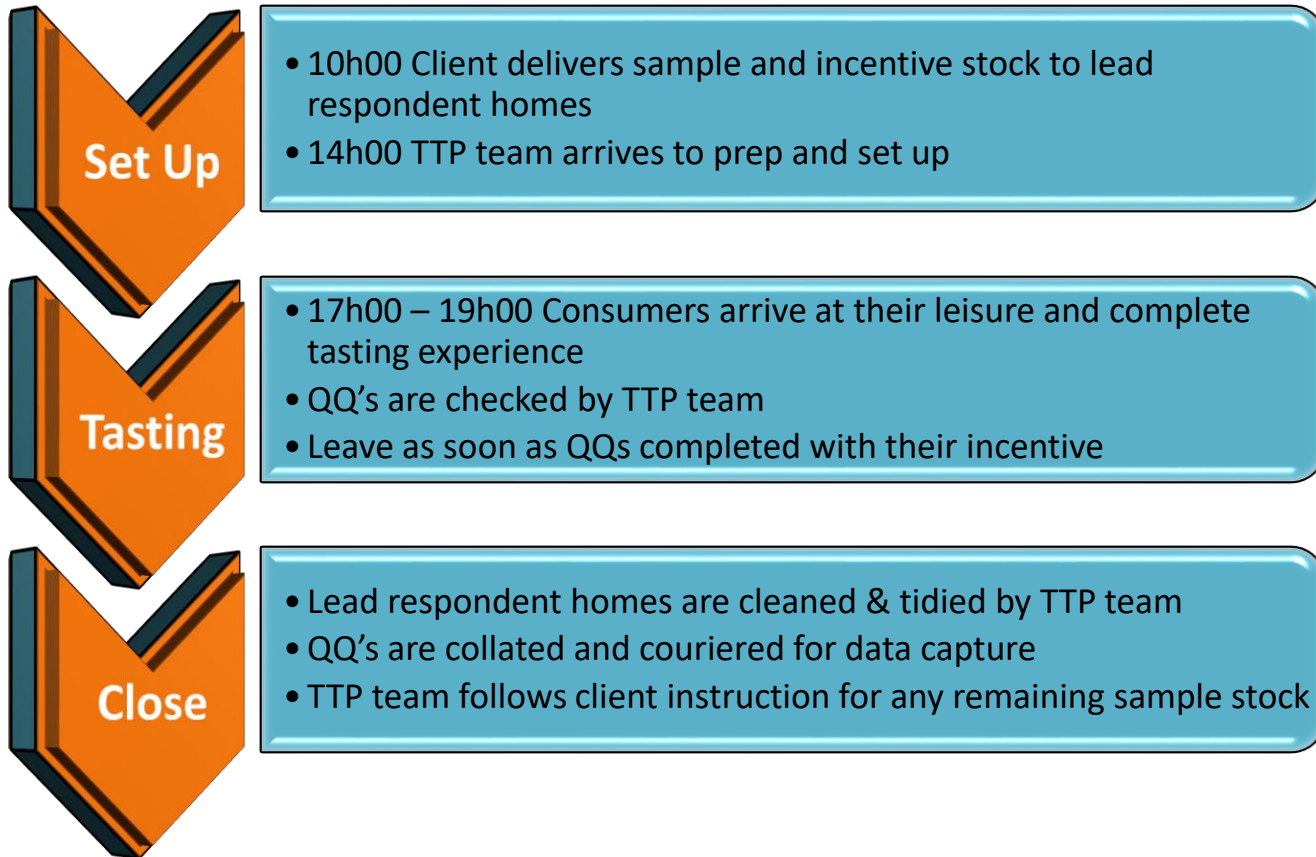 Set Up
• 10h00 Client delivers sample and incentive stock to lead
respondent homes
• 14h00 TTP team arrives to prep and set up
Tasting
• 17h00 – 19h00 Consumers arrive at their leisure and complete
tasting experience
• QQ’s are checked by TTP team
• Leave as soon as QQs completed with their incentive
Close
• Lead respondent homes are cleaned & tidied by TTP team
• QQ’s are collated and couriered for data capture
• TTP team follows client instruction for any remaining sample stock